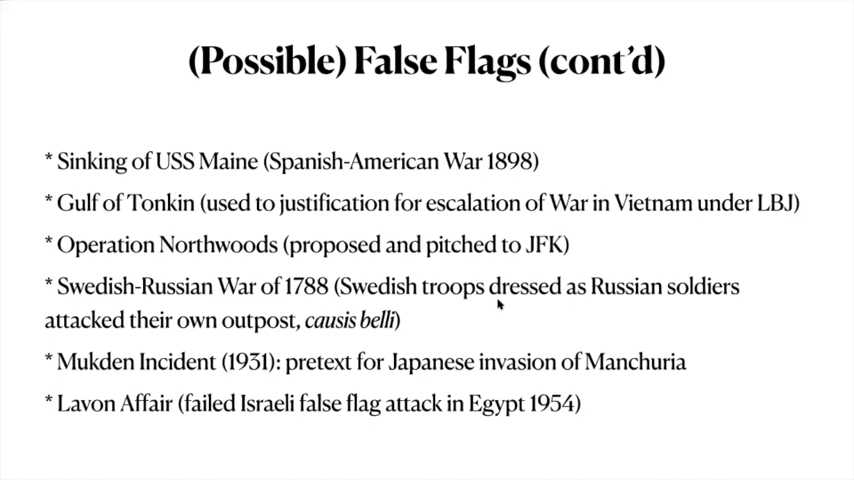 (Possible) False Flags (cont’d)
* Sinking of USS Maine (Spanish-American War 1898)
* Gulf of Tonkin (used to justification for escalation of War in Vietnam under LBJ)
* Operation Northwoods (proposed and pitched to JFK)
* Swedish-Russian War of 1788 (Swedish troops dressed as Russian soldiers
attacked their own outpost, causis belli)
* Mukden Incident (1931): pretext for Japanese invasion of Manchuria
* Lavon Affair (failed Israeli false flag attack in Egypt 1954)